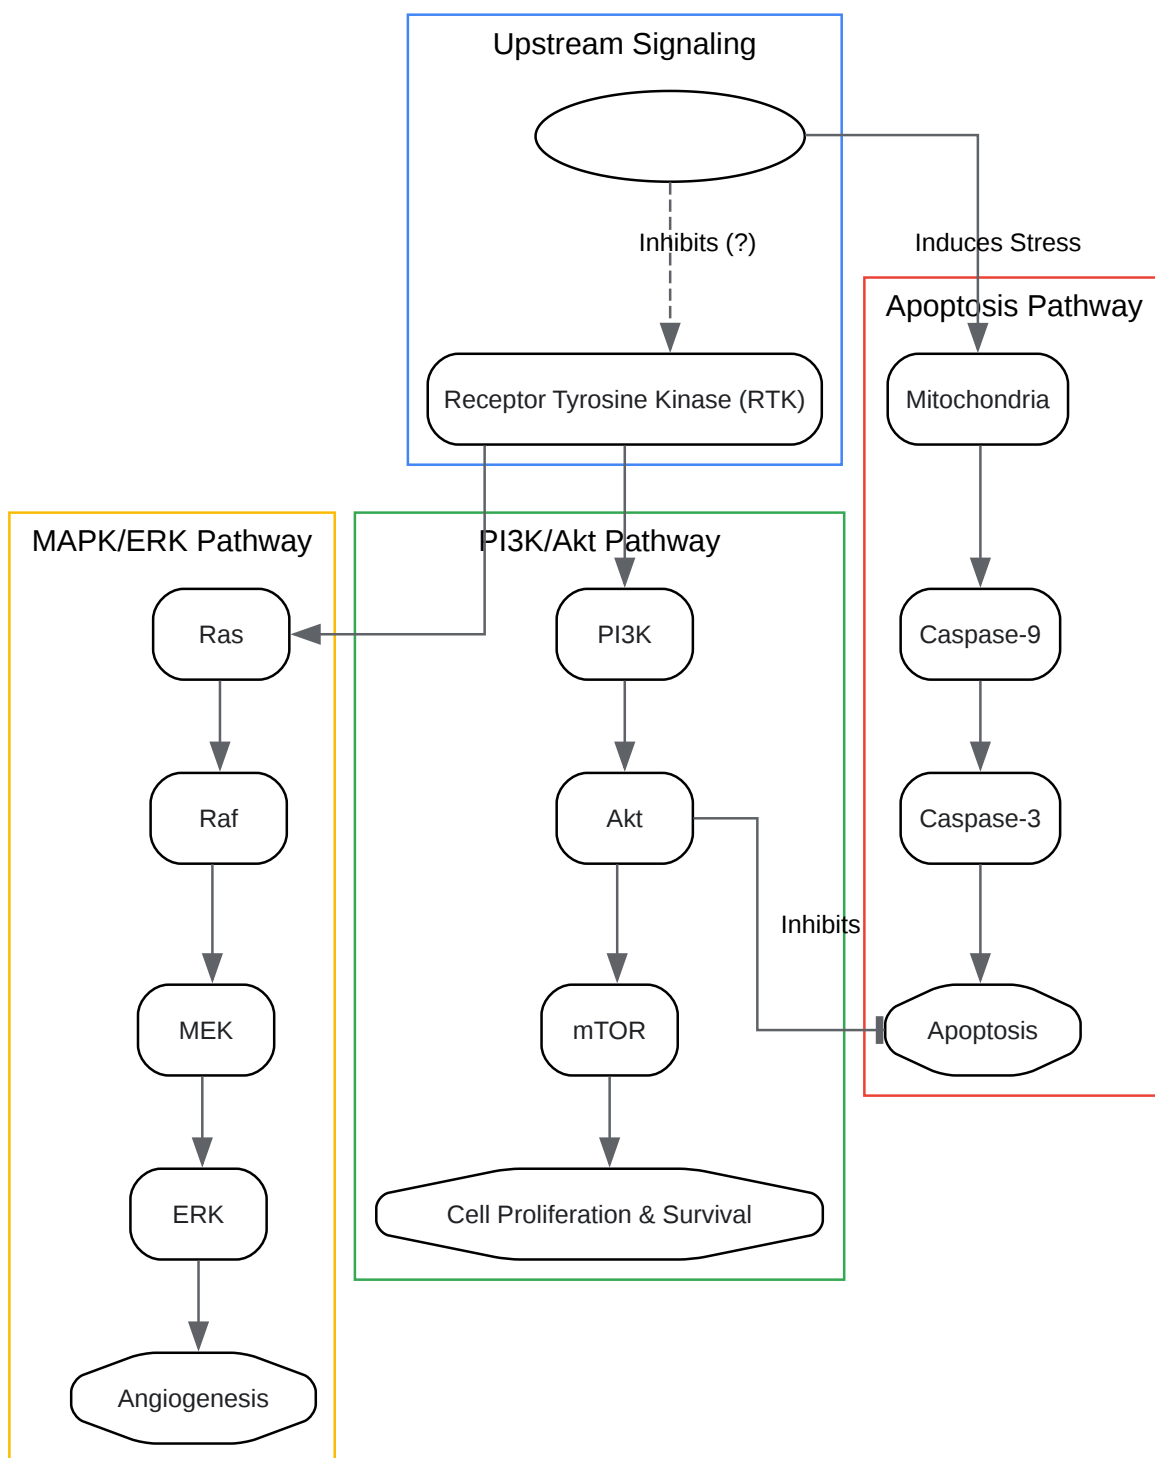 Upstream Signaling
Inhibits (?)
Induces Stress
Receptor Tyrosine Kinase (RTK)
Apoptosis Pathway
Mitochondria
MAPK/ERK Pathway
PI3K/Akt Pathway
Ras
PI3K
Caspase-9
Raf
Akt
Caspase-3
Inhibits
MEK
mTOR
Apoptosis
ERK
Cell Proliferation & Survival
Angiogenesis